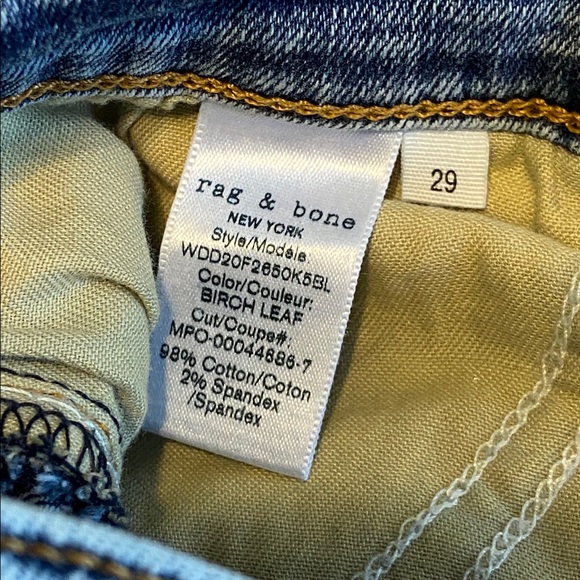 rag & bone
NEW YORK
Style/Modèle
WDD20F2650K5BL
Color/Couleur:
BIRCH LEAF
Cut/Coupe#:
MPO-00044686-7
98% Cotton/Coton
2% Spandex
/Spandex
29